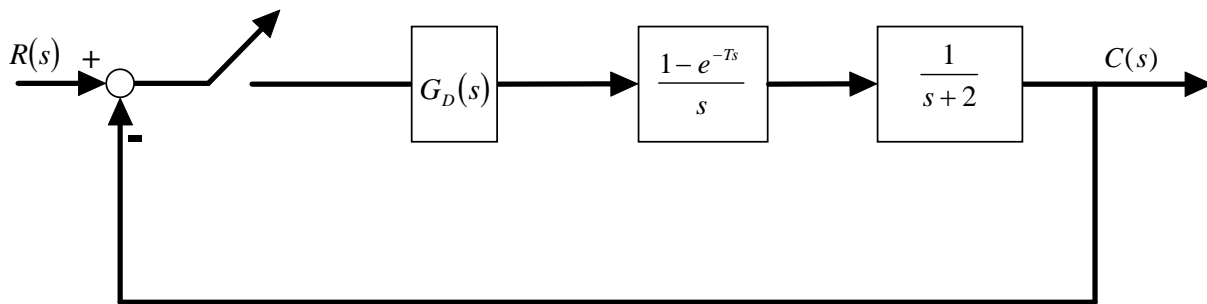 R(s) +
-
G_D(s)
1 − e^{−Ts}
s
1
s + 2
C(s)